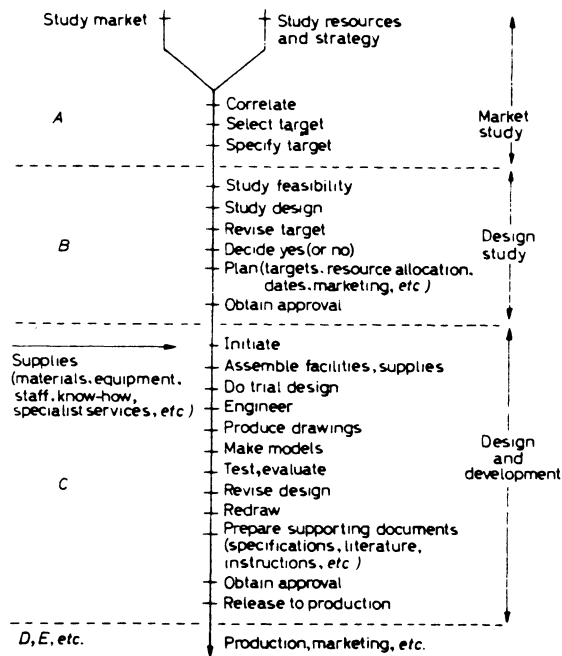 Study market
Study resources
and strategy
A
Correlate
Select target
Specify target
Market
study
B
Study feasibility
Study design
Revise target
Decide yes(or no)
Plan(targets.resource allocation.
dates.marketing, etc )
Obtain approval
Design
study
Supplies
(materials.equipment.
staff.know-how,
specialist services, etc )
C
Initiate
Assemble facilities,supplies
Do trial design
Engineer
Produce drawings
Make models
Test,evaluate
Revise design
Redraw
Prepare supporting documents
(specifications, literature,
instructions, etc )
Obtain approval
Release to production
Design
and
development
D,E, etc.
Production,marketing, etc.